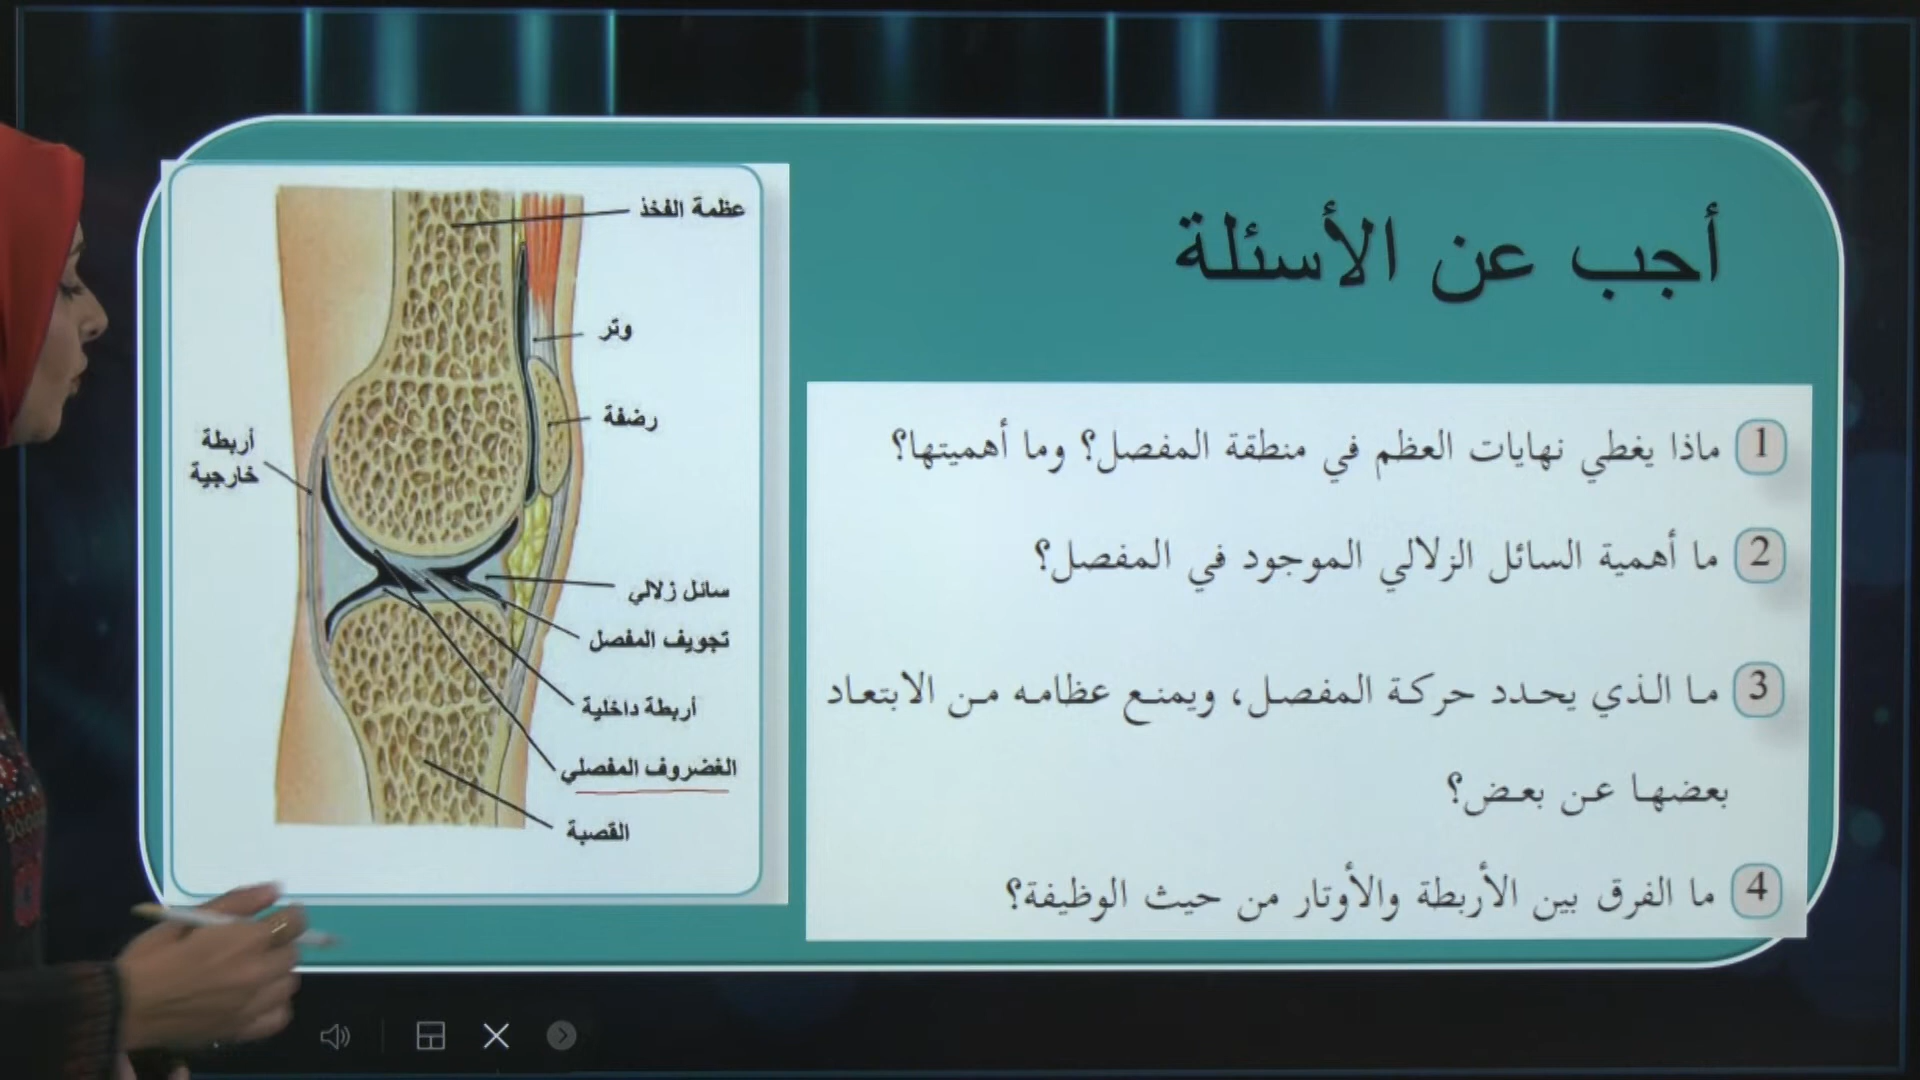 أجب عن الأسئلة
1 ماذا يغطي نهايات العظم في منطقة المفصل؟ وما أهميتها؟
2 ما أهمية السائل الزلالي الموجود في المفصل؟
3 ما الذي يحدد حركة المفصل، ويمنع عظامه من الابتعاد
بعضها عن بعض؟
4 ما الفرق بين الأربطة والأوتار من حيث الوظيفة؟
عظمة الفخذ
وتر
رضفة
أربطة
خارجية
سائل زلالي
تجويف المفصل
أربطة داخلية
الغضروف المفصلي
القصبة